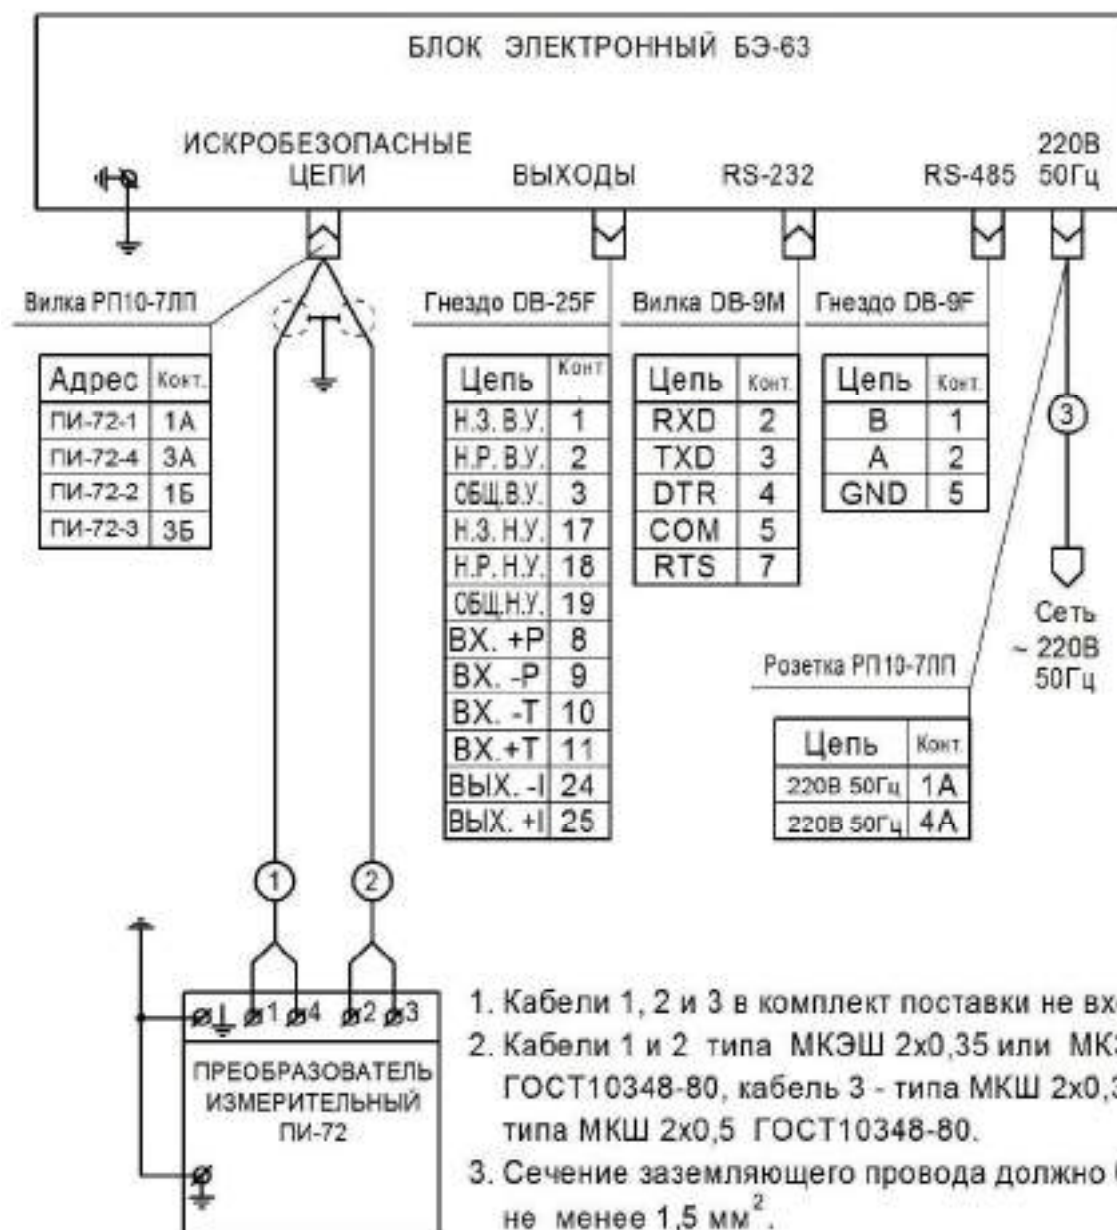 БЛОК ЭЛЕКТРОННЫЙ БЭ-63
ИСКРОБЕЗОПАСНЫЕ
ЦЕПИ
ВЫХОДЫ
RS-232
RS-485
220В
50Гц
Вилка РП10-7ЛП
Адрес Конт.
ПИ-72-1 1А
ПИ-72-4 3А
ПИ-72-2 1Б
ПИ-72-3 3Б
Гнездо DB-25F
Цепь Конт.
Н.З. В.У. 1
Н.Р. В.У. 2
ОБЩ.В.У. 3
Н.З. Н.У. 17
Н.Р. Н.У. 18
ОБЩ.Н.У. 19
ВХ. +Р 8
ВХ. -Р 9
ВХ. -Т 10
ВХ.+Т 11
ВЫХ. -I 24
ВЫХ. +I 25
Вилка DB-9M
Цепь Конт.
RXD 2
TXD 3
DTR 4
COM 5
RTS 7
Гнездо DB-9F
Цепь Конт.
B 1
A 2
GND 5
3
Сеть
~ 220В
50Гц
Розетка РП10-7ЛП
Цепь Конт.
220В 50Гц 1А
220В 50Гц 4А
1 2
1 4 2 3
ПРЕОБРАЗОВАТЕЛЬ
ИЗМЕРИТЕЛЬНЫЙ
ПИ-72
1. Кабели 1, 2 и 3 в комплект поставки не
2. Кабели 1 и 2 типа МКЭШ 2х0,35 или
ГОСТ10348-80, кабель 3 - типа МКШ
типа МКШ 2х0,5 ГОСТ10348-80.
3. Сечение заземляющего провода должно
не менее 1,5 мм².